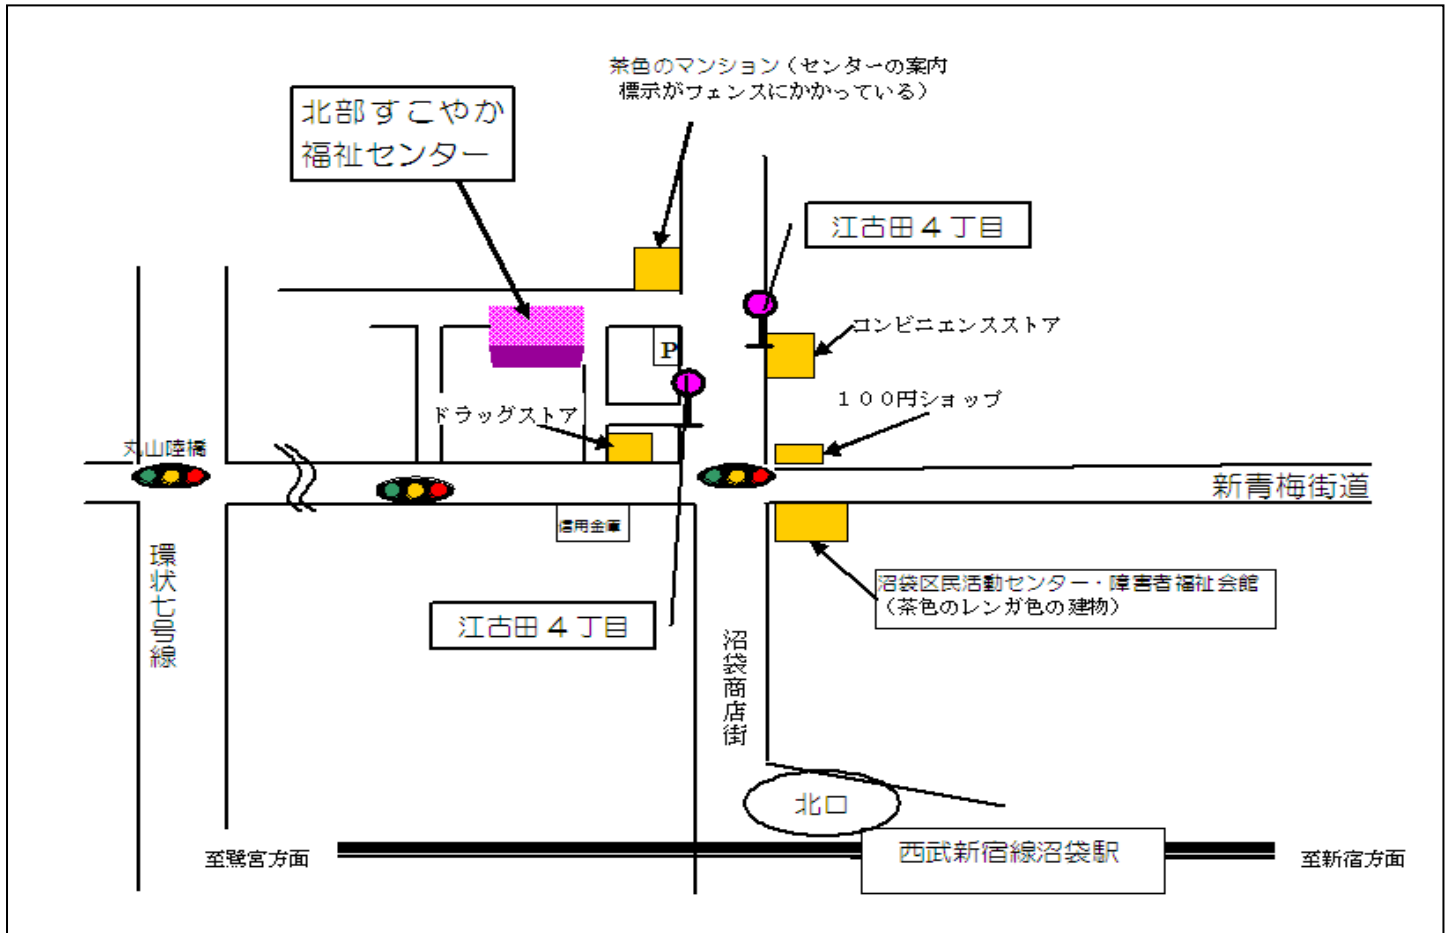 茶色のマンション（センターの案内
標示がフェンスにかかっている）
北部すこやか
福祉センター
江古田４丁目
コンビニエンスストア
P
１００円ショップ
ドラッグストア
丸山陸橋
新青梅街道
信用金庫
環状七号線
沼袋区民活動センター・障害者福祉会館
（茶色のレンガ色の建物）
江古田４丁目
沼袋商店街
北口
西武新宿線沼袋駅
至鷺宮方面
至新宿方面